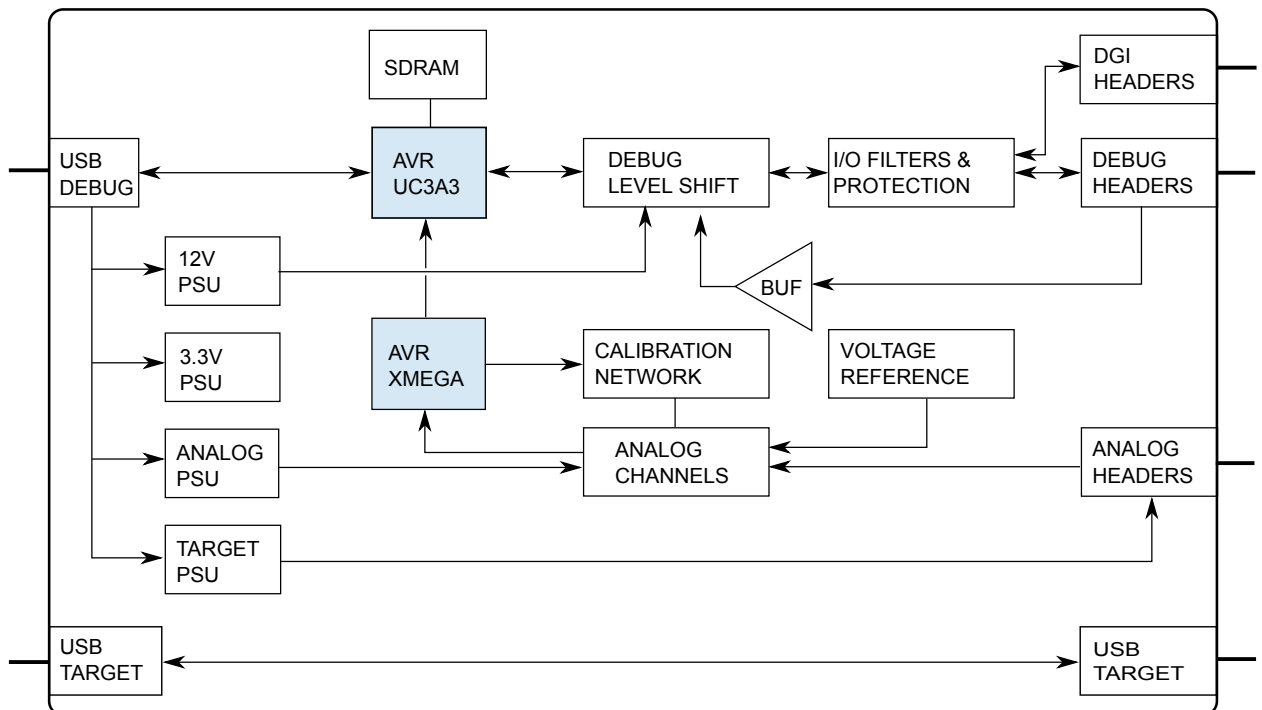 SDRAM
DGI
HEADERS
USB
DEBUG
AVR
UC3A3
DEBUG
LEVEL SHIFT
I/O FILTERS &
PROTECTION
DEBUG
HEADERS
12V
PSU
BUF
3.3V
PSU
AVR
XMEGA
CALIBRATION
NETWORK
VOLTAGE
REFERENCE
ANALOG
PSU
ANALOG
CHANNELS
ANALOG
HEADERS
TARGET
PSU
USB
TARGET
USB
TARGET